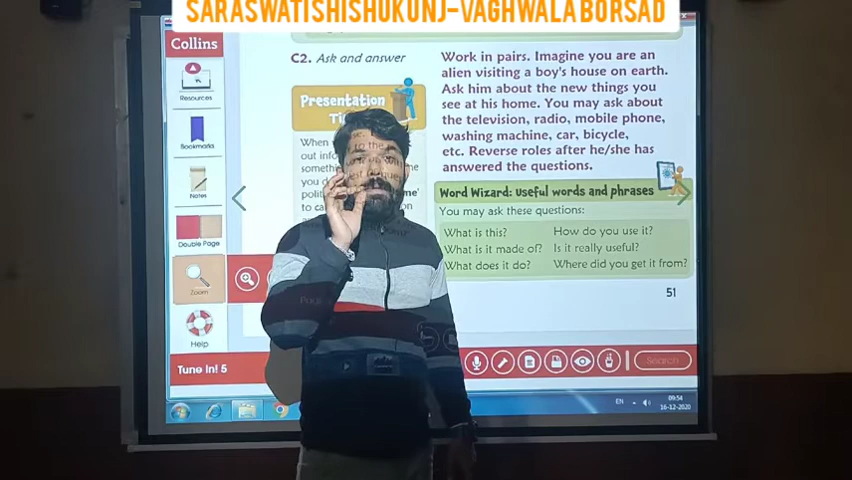 SARASWATISHISHUKUNJ-VAGHWALA BORSAD
Collins
Resources
Bookmarks
Notes
Double Page
Zoom
Help
Tune In! 5
C2. Ask and answer
Presentation
When
out
you
Work in pairs. Imagine you are an
alien visiting a boy's house on earth.
Ask him about the new things you
see at his home. You may ask about
the television, radio, mobile phone,
washing machine, car, bicycle,
etc. Reverse roles after he/she has
answered the questions.
Word Wizard: Useful words and phrases
You may ask these questions:
What is this? How do you use it?
What is it made of? Is it really useful?
What does it do? Where did you get it from?
51
Search
EN
09:54
16-12-2020